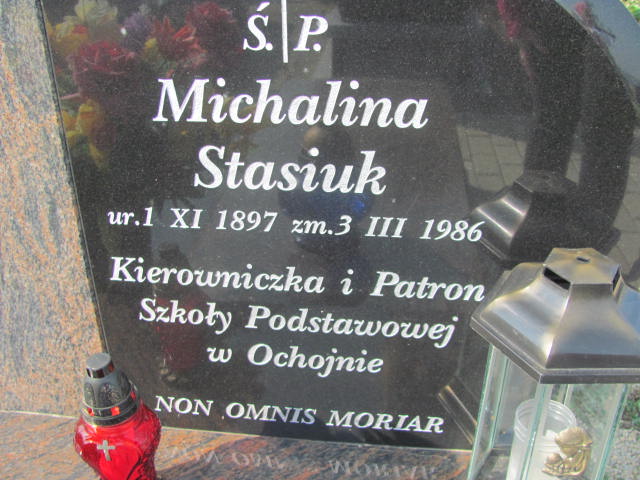 Ś.P.
Michalina
Stasiuk
ur.1 XI 1897 zm.3 III 1986
Kierowniczka i Patron
Szkoły Podstawowej
w Ochojnie
NON OMNIS MORIAR